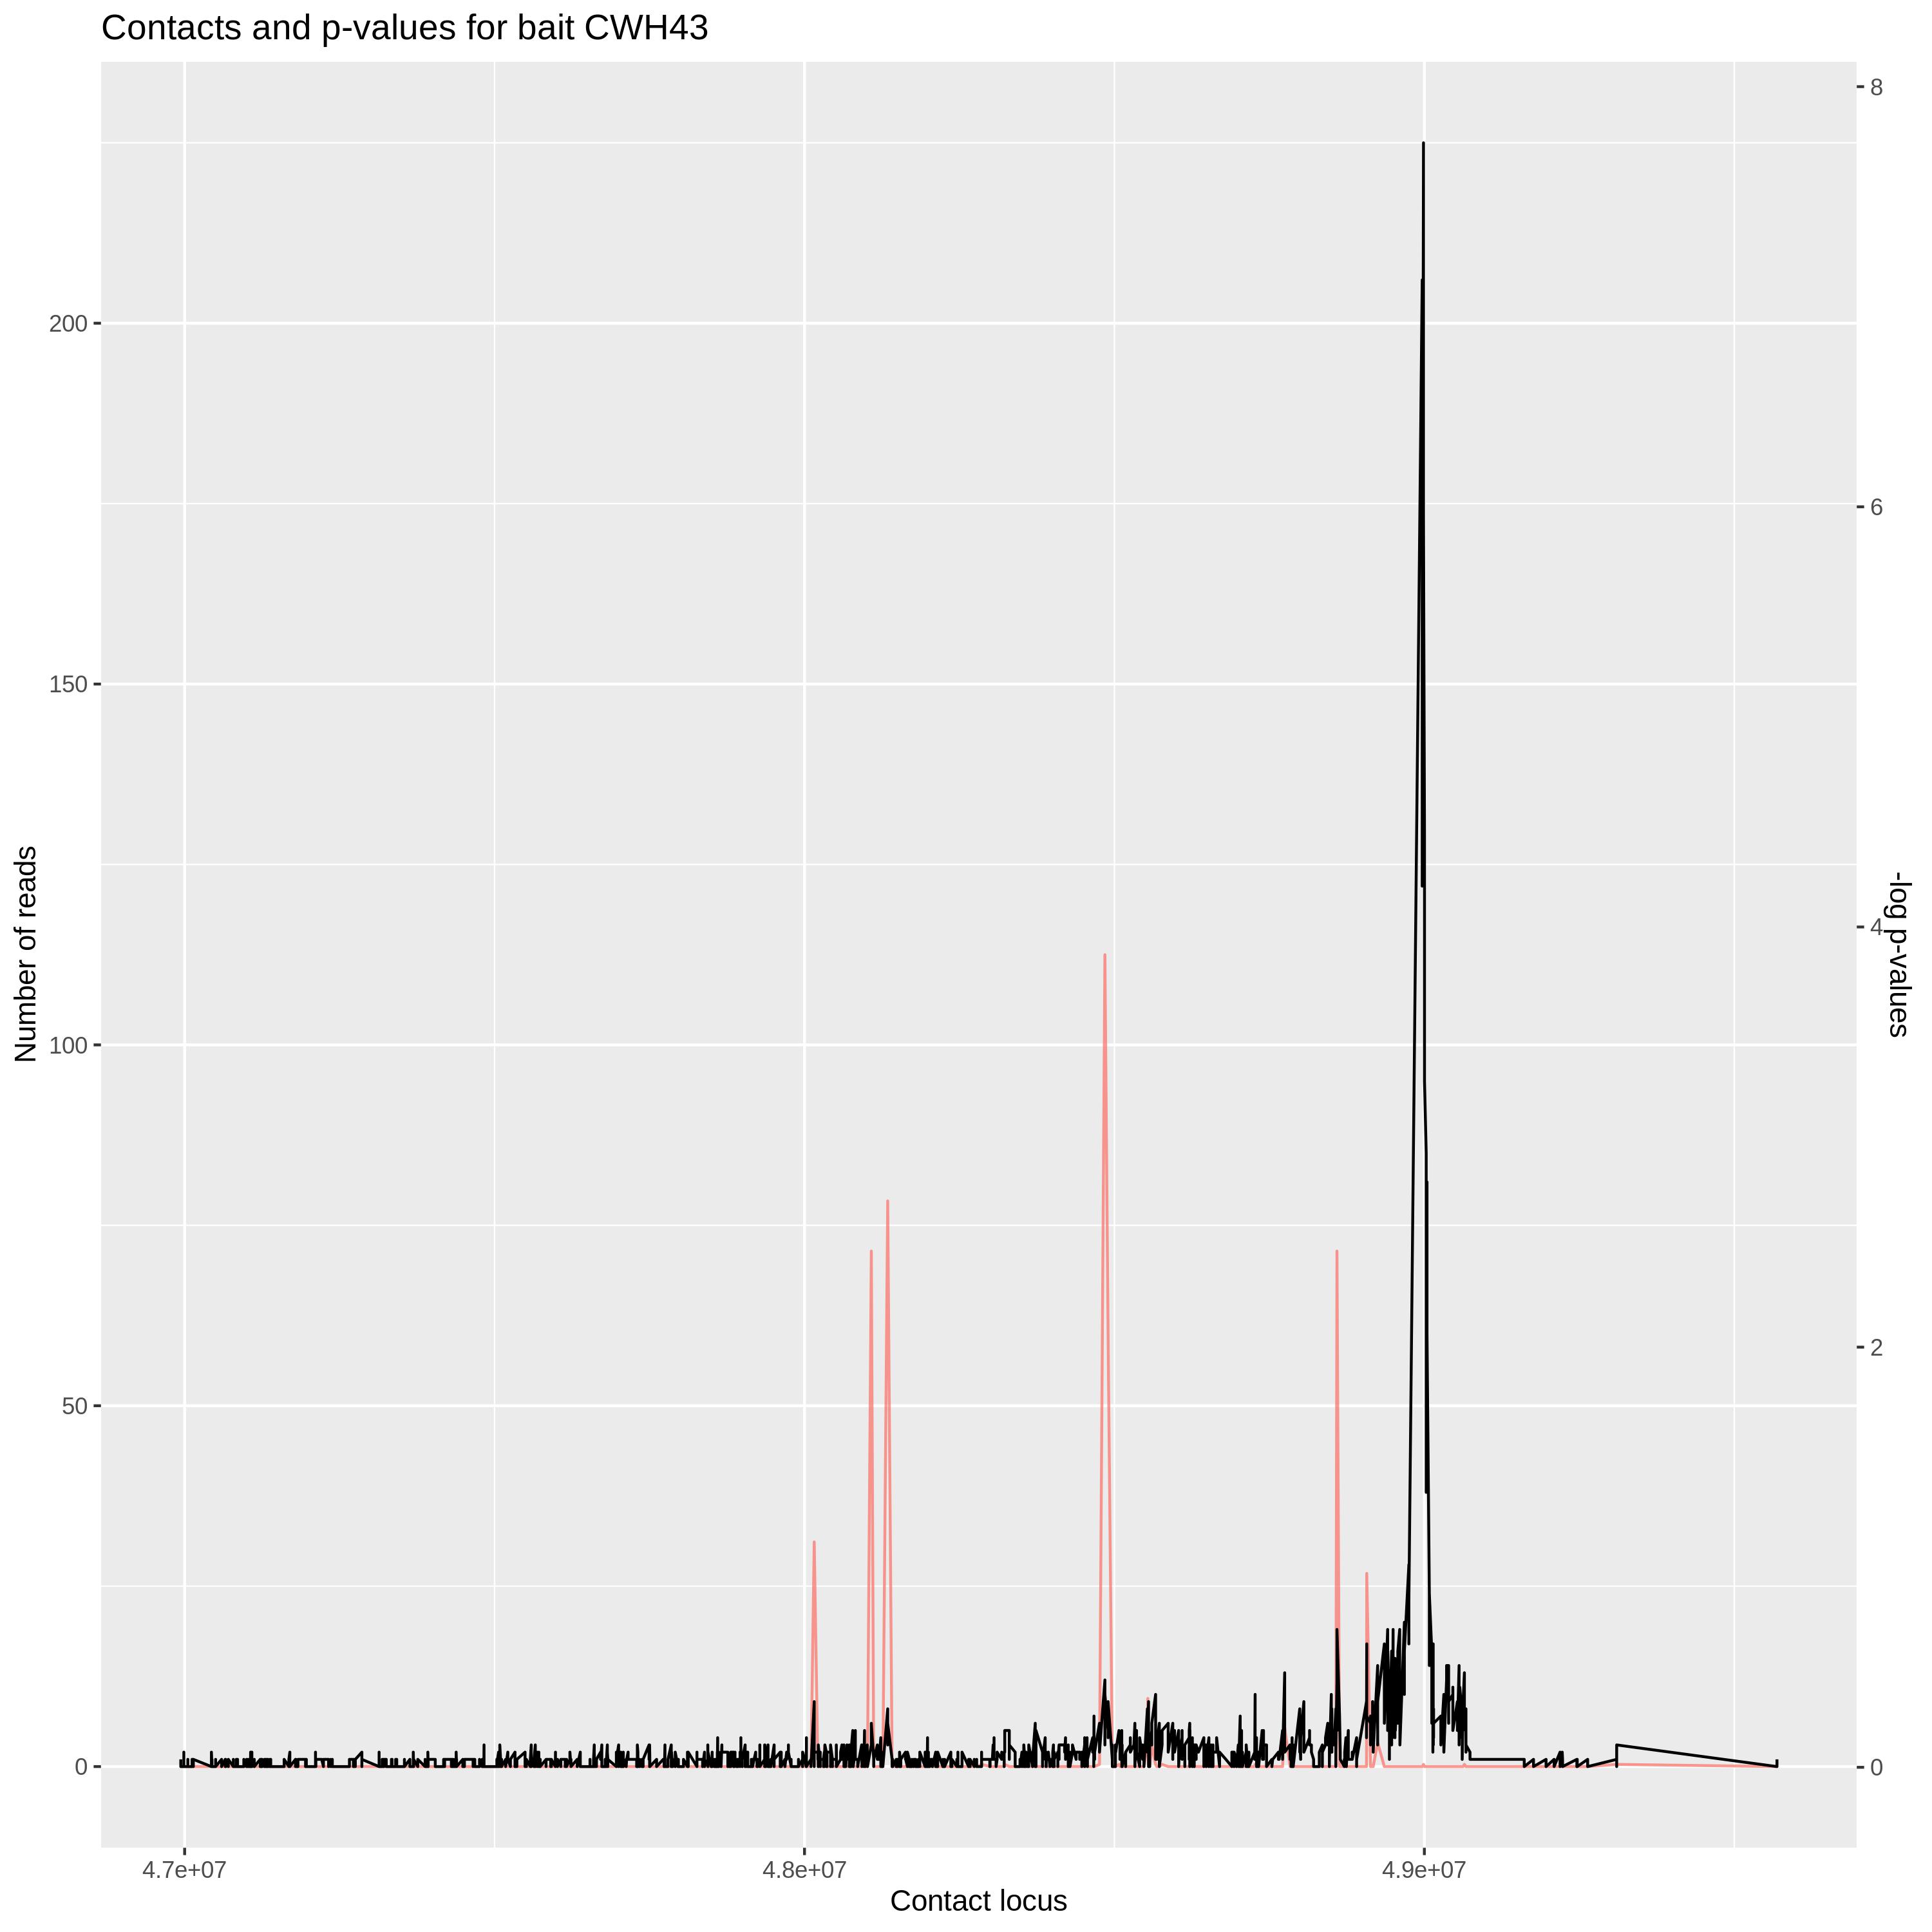 Contacts and p-values for bait CWH43
Number of reads
200
150
100
50
0
8
6
4
2
0
-log p-values
4.7e+07 4.8e+07 4.9e+07
Contact locus